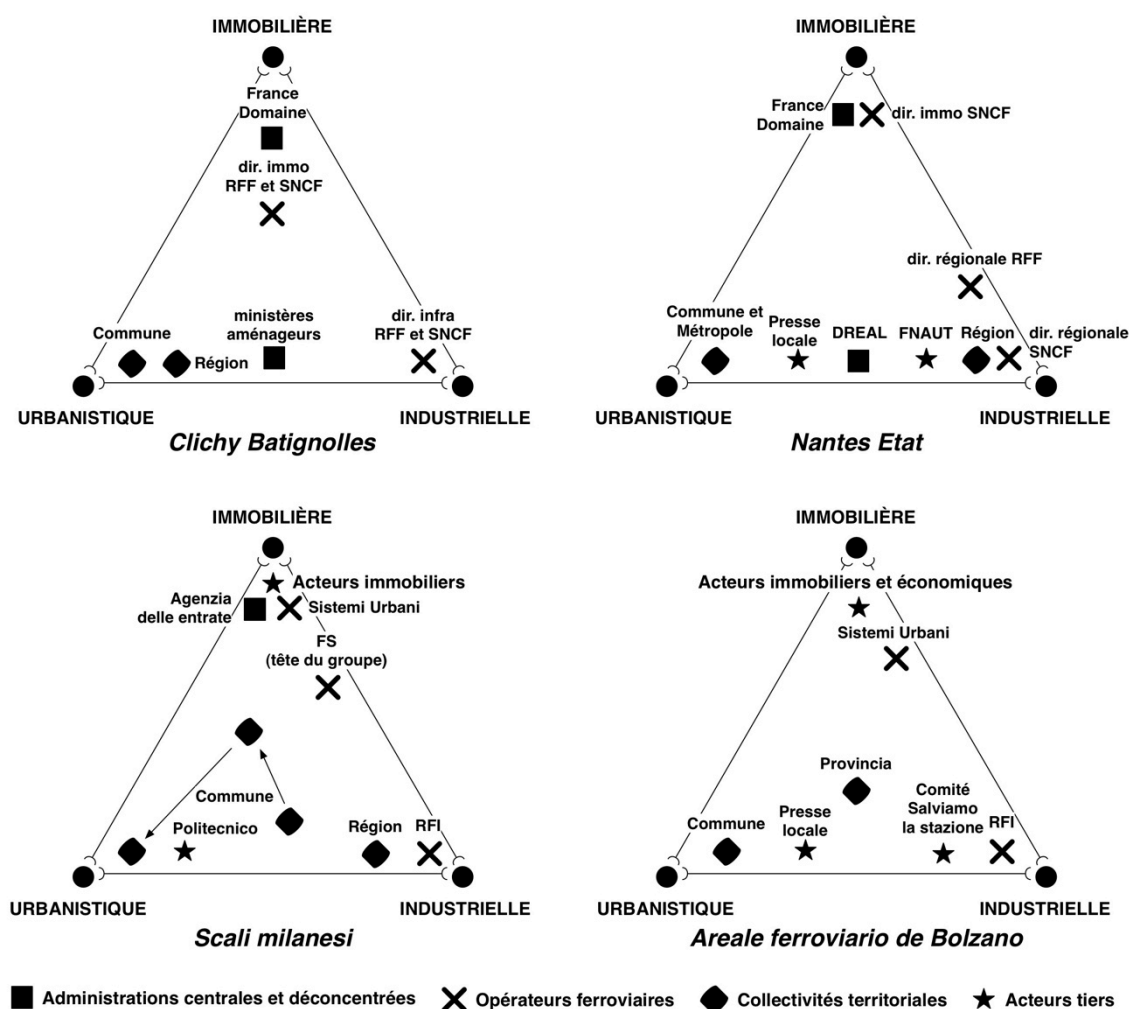 IMMOBILIÈRE
France
Domaine
dir. immo
RFF et SNCF
Commune
Région
ministères
aménageurs
dir. infra
RFF et SNCF
URBANISTIQUE
INDUSTRIELLE
Clichy Batignolles
IMMOBILIÈRE
France
Domaine
dir. immo SNCF
dir. régionale RFF
Commune et
Métropole
Presse
locale
DREAL
FNAUT
Région
dir. régionale
SNCF
URBANISTIQUE
INDUSTRIELLE
Nantes Etat
IMMOBILIÈRE
Acteurs immobiliers
Agenzia
delle entrate
Sistemi Urbani
FS
(tête du groupe)
Commune
Politecnico
Région
RFI
URBANISTIQUE
INDUSTRIELLE
Scali milanesi
IMMOBILIÈRE
Acteurs immobiliers et économiques
Sistemi Urbani
Provincia
Commune
Presse
locale
Comité
Salviamo
la stazione
RFI
URBANISTIQUE
INDUSTRIELLE
Areale ferroviario de Bolzano
Administrations centrales et déconcentrées
Opérateurs ferroviaires
Collectivités territoriales
Acteurs tiers